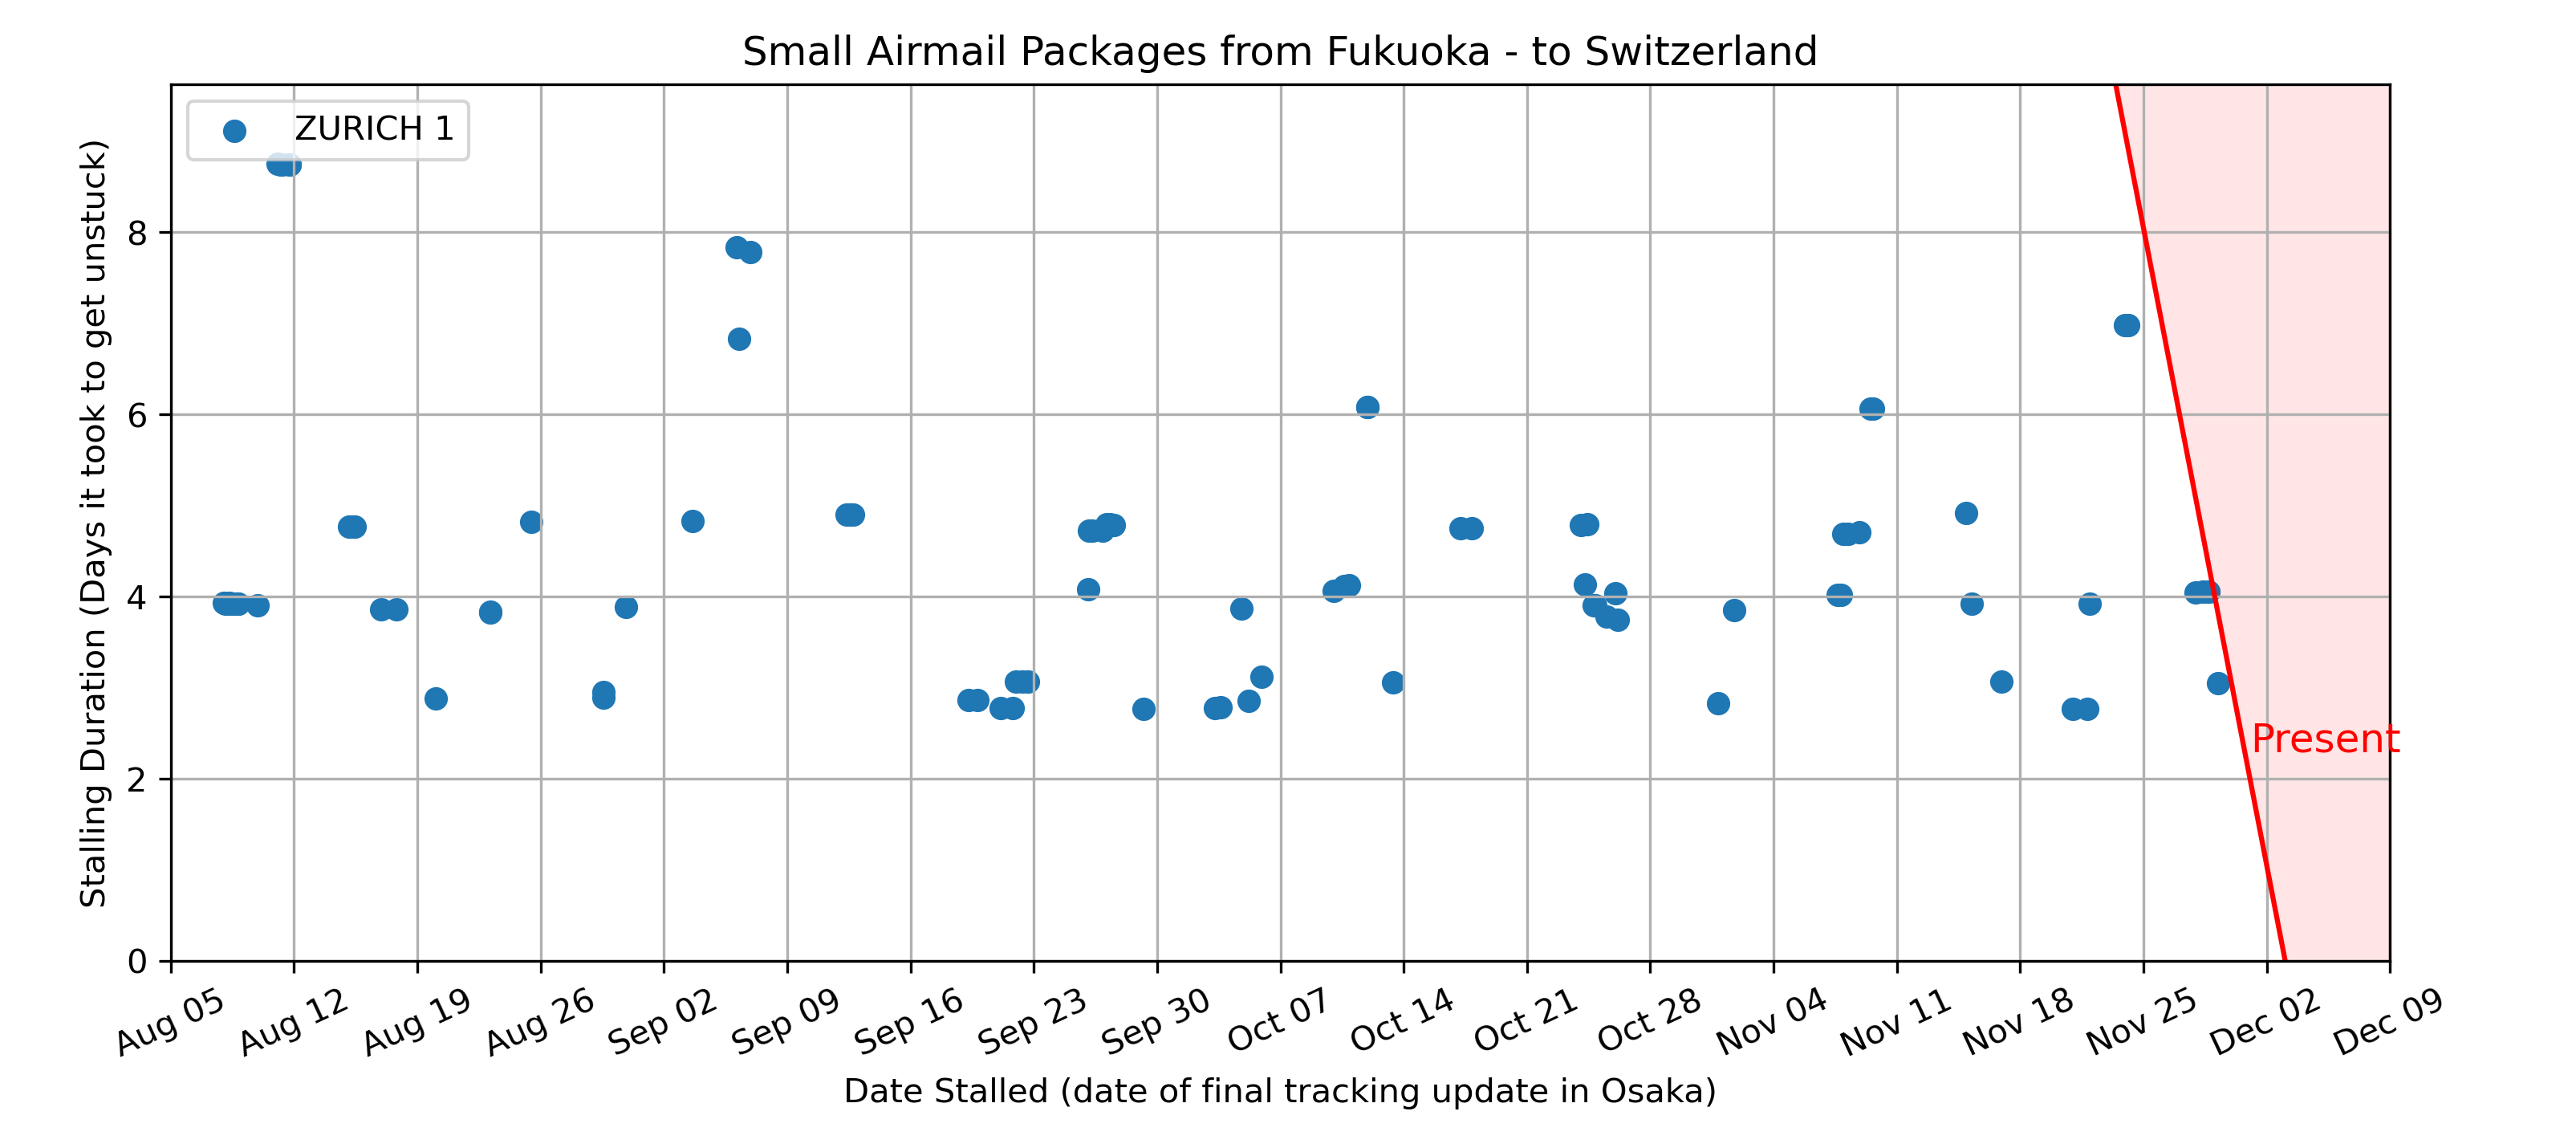 Small Airmail Packages from Fukuoka - to Switzerland
ZURICH 1
Stalling Duration (Days it took to get unstuck)
8
6
4
2
0
Present
Aug 05
Aug 12
Aug 19
Aug 26
Sep 02
Sep 09
Sep 16
Sep 23
Sep 30
Oct 07
Oct 14
Oct 21
Oct 28
Nov 04
Nov 11
Nov 18
Nov 25
Dec 02
Dec 09
Date Stalled (date of final tracking update in Osaka)